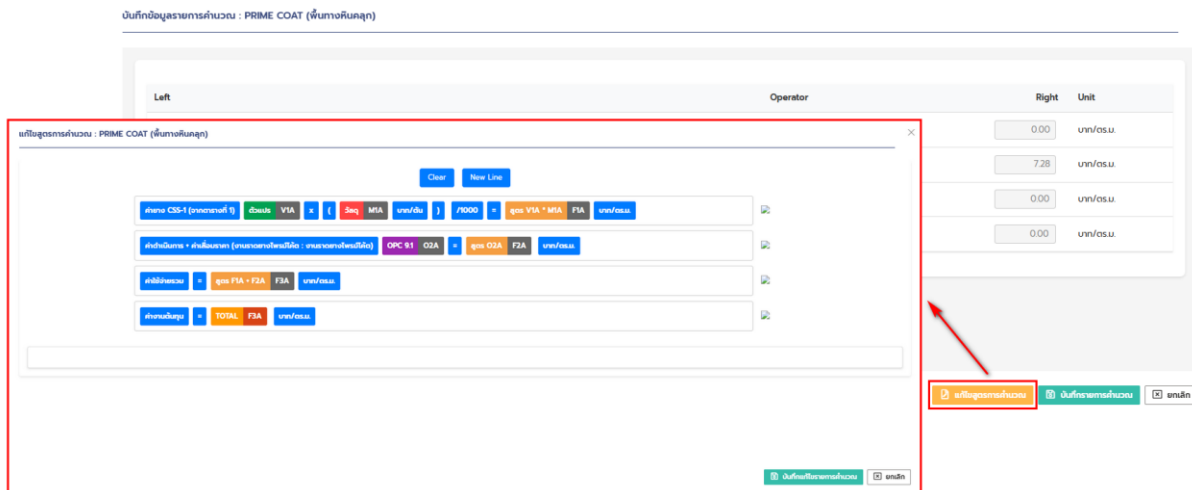 บันทึกข้อมูลรายการคำนวณ : PRIME COAT (พื้นทางหินคลุก)
Left Operator Right Unit
0.00 บาท/ตร.ม.
7.28 บาท/ตร.ม.
0.00 บาท/ตร.ม.
0.00 บาท/ตร.ม.
แก้ไขสูตรการคำนวณ : PRIME COAT (พื้นทางหินคลุก)
Clear New Line
ค่ายาง CSS-1 (จากตารางที่ 1) ตัวแปร V1A x ( วัสดุ M1A บาท/ตัน ) /1000 = สูตร V1A * M1A F1A บาท/ตร.ม.
ค่าดำเนินการ + ค่าเสื่อมราคา (งานราดยางไพรม์โค้ด : งานราดยางไพรม์โค้ด) OPC 9.1 O2A = สูตร O2A F2A บาท/ตร.ม.
ค่าใช้จ่ายรวม = สูตร F1A + F2A F3A บาท/ตร.ม.
ค่างานต้นทุน = TOTAL F3A บาท/ตร.ม.
บันทึกแก้ไขรายการคำนวณ ยกเลิก
แก้ไขสูตรการคำนวณ บันทึกรายการคำนวณ ยกเลิก